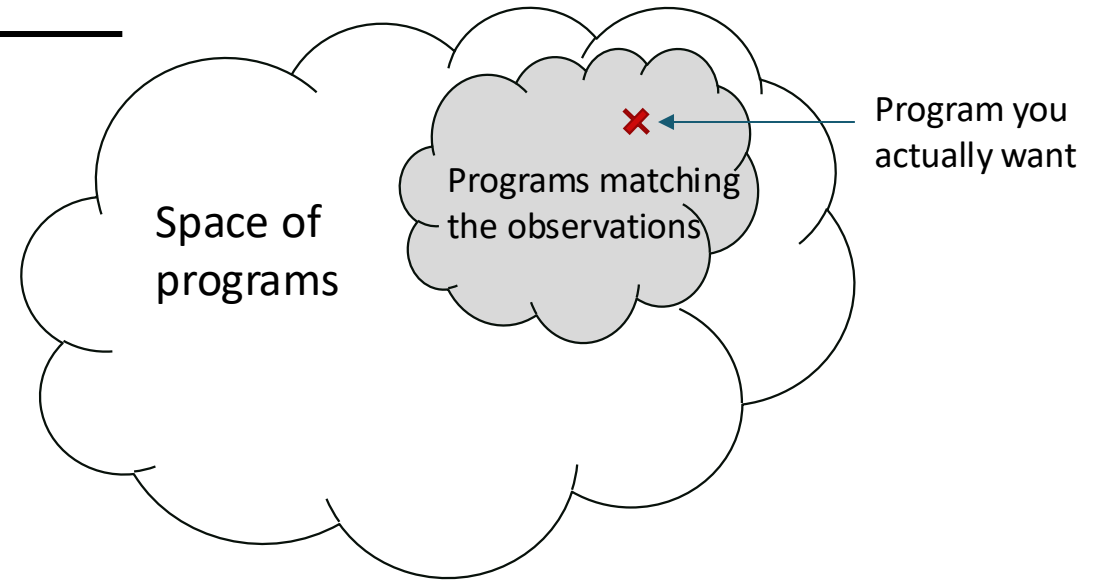 Space of
programs
Programs matching
the observations
Program you
actually want